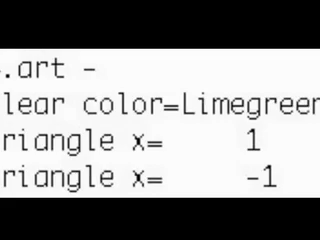 .art -
lear color=Limegreen
riangle x=     1
riangle x=     -1